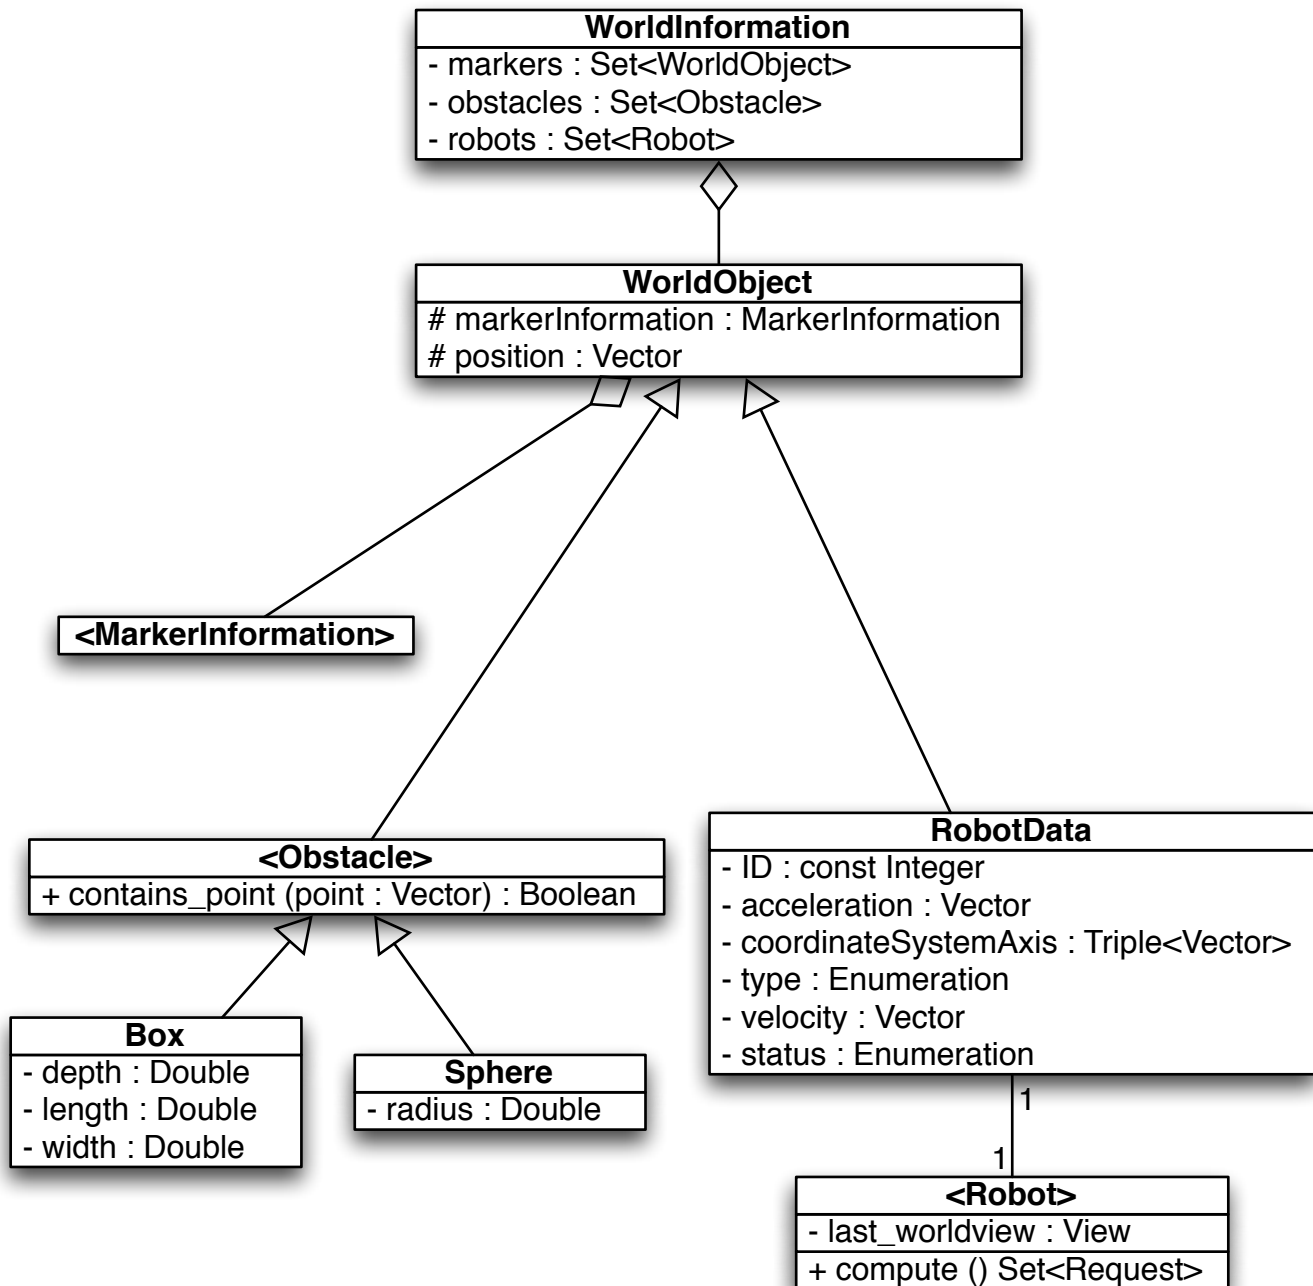 WorldInformation
- markers : Set<WorldObject>
- obstacles : Set<Obstacle>
- robots : Set<Robot>
WorldObject
# markerInformation : MarkerInformation
# position : Vector
<MarkerInformation>
<Obstacle>
+ contains_point (point : Vector) : Boolean
RobotData
- ID : const Integer
- acceleration : Vector
- coordinateSystemAxis : Triple<Vector>
- type : Enumeration
- velocity : Vector
- status : Enumeration
Box
- depth : Double
- length : Double
- width : Double
Sphere
- radius : Double
1
1
<Robot>
- last_worldview : View
+ compute () Set<Request>